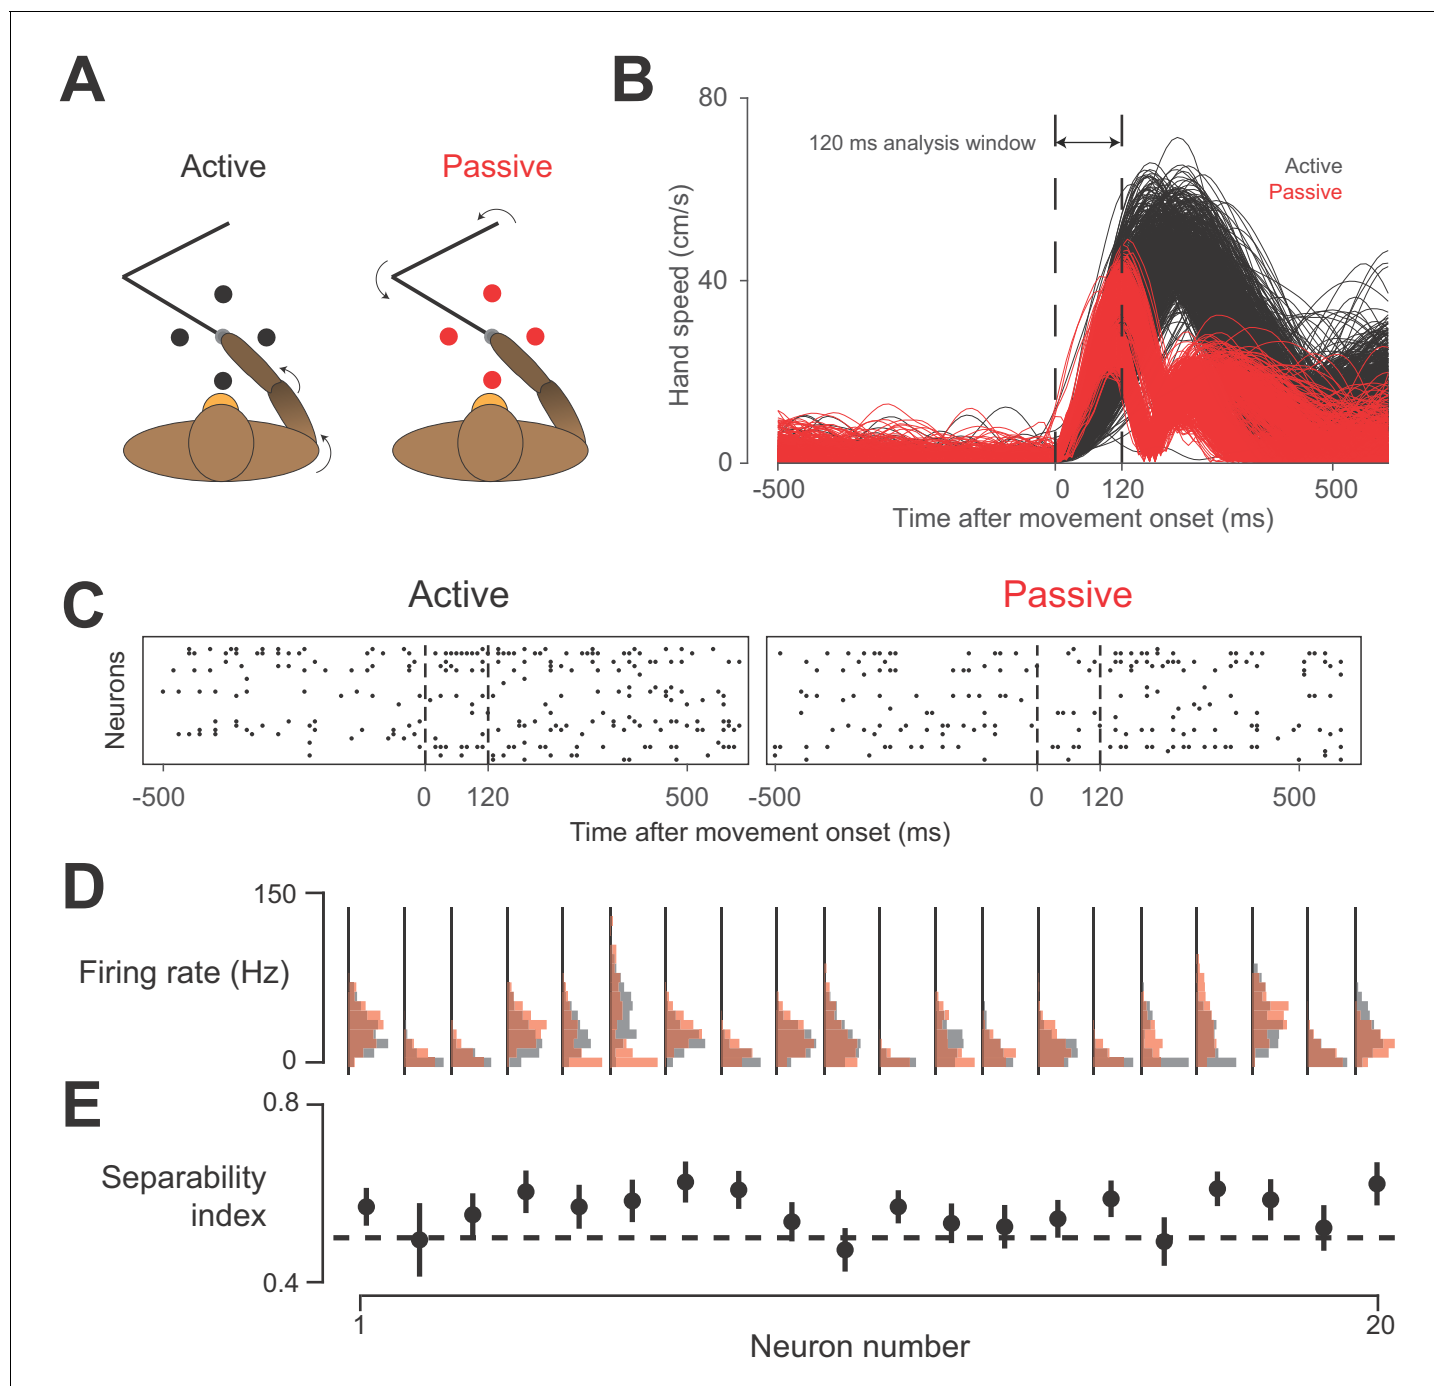 A
Active
Passive
B
80
40
0
Hand speed (cm/s)
120 ms analysis window
Active
Passive
-500
0
120
500
Time after movement onset (ms)
C
Active
Passive
Neurons
-500
0
120
500
-500
0
120
500
Time after movement onset (ms)
D
150
Firing rate (Hz)
0
E
0.8
Separability
index
0.4
1
20
Neuron number